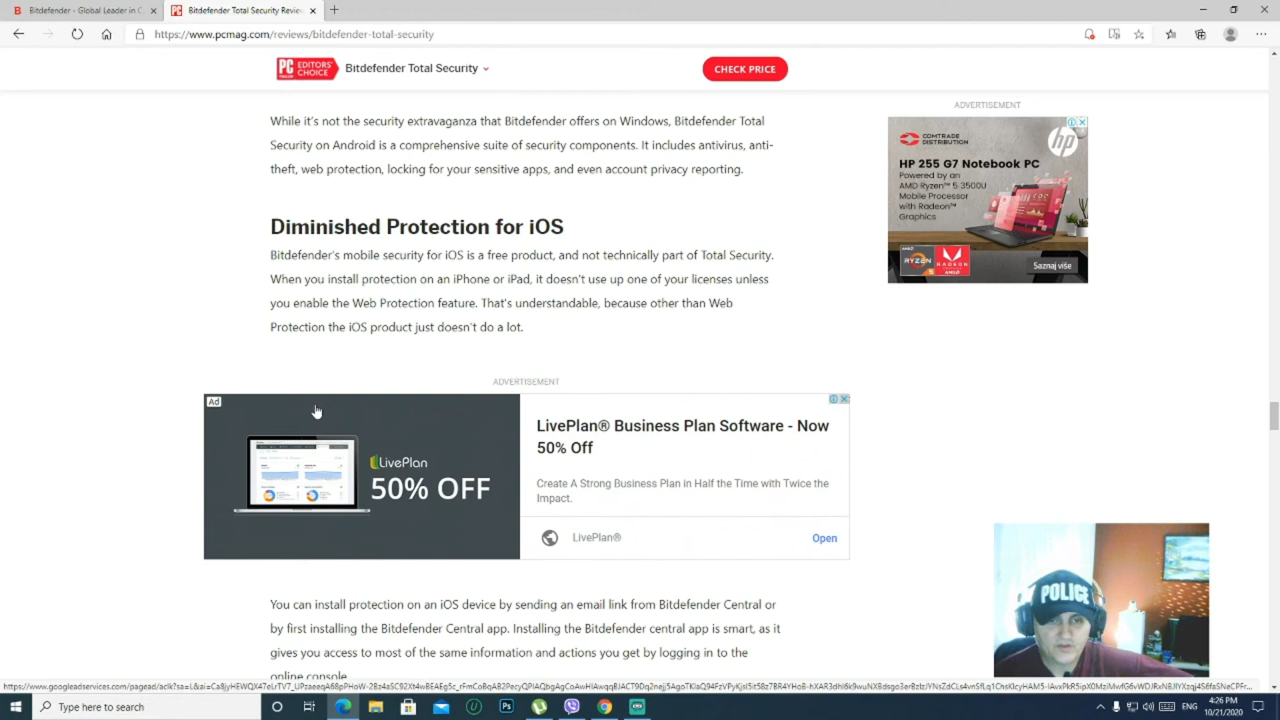 Bitdefender - Global Leader in C
Bitdefender Total Security Revie
https://www.pcmag.com/reviews/bitdefender-total-security
PC
EDITORS'
CHOICE
Bitdefender Total Security
CHECK PRICE
While it's not the security extravaganza that Bitdefender offers on Windows, Bitdefender Total
Security on Android is a comprehensive suite of security components. It includes antivirus, anti-
theft, web protection, locking for your sensitive apps, and even account privacy reporting.
Diminished Protection for iOS
Bitdefender's mobile security for iOS is a free product, and not technically part of Total Security.
When you install protection on an iPhone or iPad, it doesn't use up one of your licenses unless
you enable the Web Protection feature. That's understandable, because other than Web
Protection the iOS product just doesn't do a lot.
ADVERTISEMENT
COMTRADE
DISTRIBUTION
hp
HP 255 G7 Notebook PC
Powered by an
AMD Ryzen™ 5 3500U
Mobile Processor
with Radeon™
Graphics
AMD
RYZEN
RADEON
AMD
Saznaj više
ADVERTISEMENT
Ad
LivePlan
50% OFF
LivePlan® Business Plan Software - Now
50% Off
Create A Strong Business Plan in Half the Time with Twice the
Impact.
LivePlan®
Open
You can install protection on an iOS device by sending an email link from Bitdefender Central or
by first installing the Bitdefender Central app. Installing the Bitdefender central app is smart, as it
gives you access to most of the same information and actions you get by logging in to the
online console
POLICE
Type here to search
ENG
4:26 PM
10/21/2020